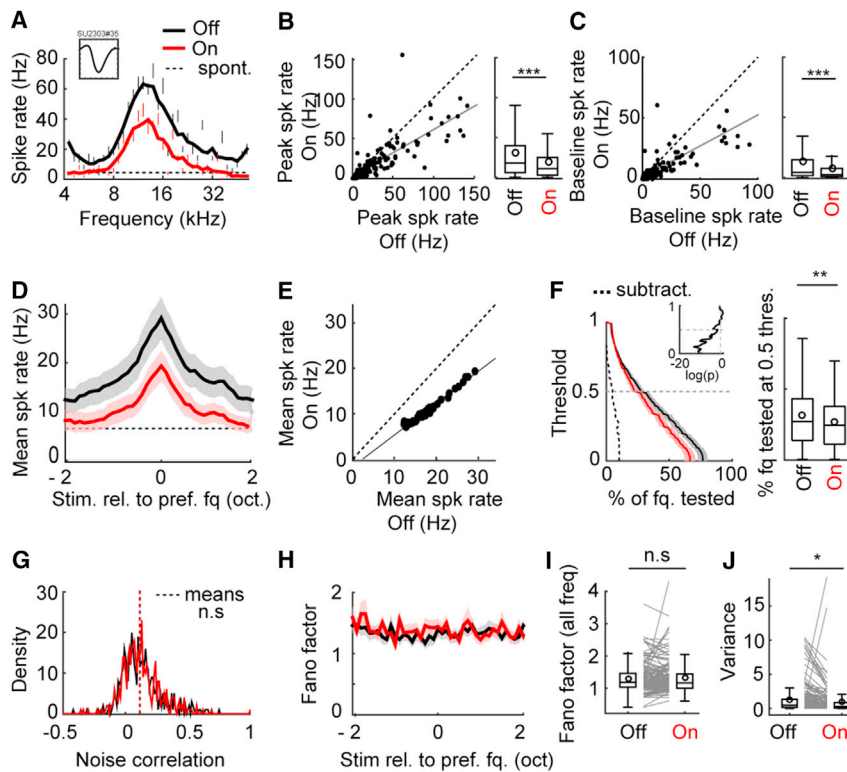 A
SU2303#35
Off
On
spont.
Spike rate (Hz)
80
60
40
20
0
4
8
16
32
Frequency (kHz)
B
Peak spk rate
On (Hz)
150
100
50
0
0
50
100
150
Peak spk rate
Off (Hz)
***
Off
On
C
Baseline spk rate
On (Hz)
100
50
0
0
50
100
Baseline spk rate
Off (Hz)
***
Off
On
D
Mean spk rate (Hz)
30
20
10
0
- 2
0
2
Stim. rel. to pref. fq (oct.)
E
Mean spk rate
On (Hz)
30
20
10
0
0
10
20
30
Mean spk rate
Off (Hz)
F
subtract.
1
0.5
0
Threshold
0
50
100
% of fq. tested
1
0
-20
0
log(p)
% fq tested at 0.5 thres.
**
Off
On
G
means
n.s
Density
30
20
10
0
-0.5
0
0.5
1
Noise correlation
H
Fano factor
2
1
0
- 2
0
2
Stim rel. to pref. fq. (oct)
I
n.s
Fano factor (all freq)
4
3
2
1
Off
On
J
*
Variance
15
10
5
0
Off
On